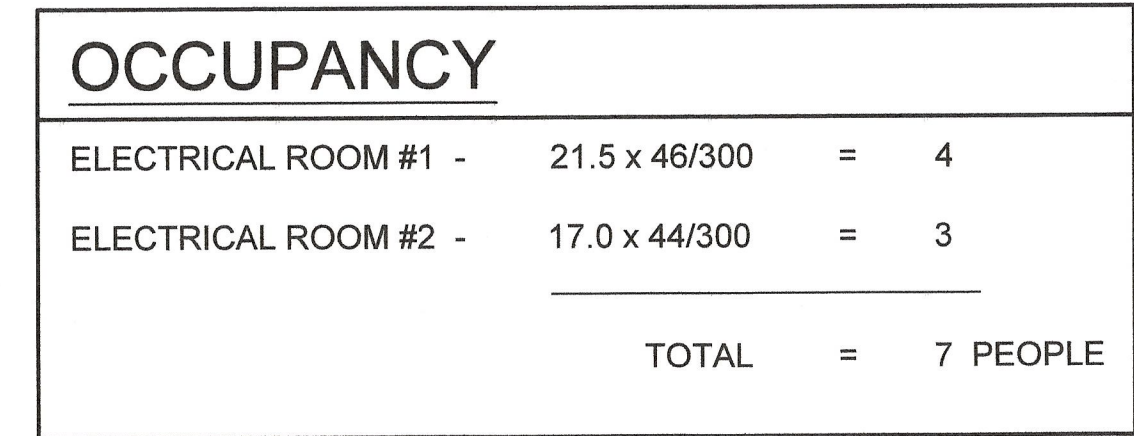 OCCUPANCY
ELECTRICAL ROOM #1 - 21.5 x 46/300 = 4
ELECTRICAL ROOM #2 - 17.0 x 44/300 = 3
TOTAL = 7 PEOPLE